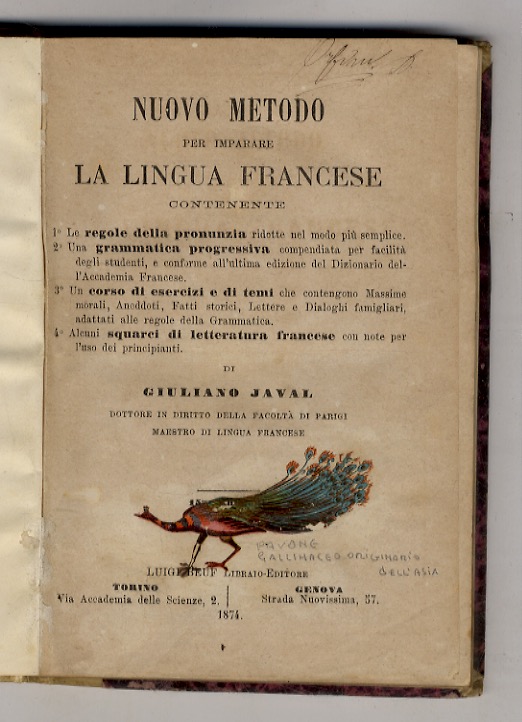 NUOVO METODO
PER IMPARARE
LA LINGUA FRANCESE
CONTENENTE
1º Le regole della pronunzia ridotte nel modo più semplice.
2º Una grammatica progressiva compendiata per facilità
degli studenti, e conforme all'ultima edizione del Dizionario del-
l'Accademia Francese.
3º Un corso di esercizi e di temi che contengono Massime
morali, Aneddoti, Fatti storici, Lettere e Dialoghi famigliari,
adattati alle regole della Grammatica.
4º Alcuni squarci di letteratura francese con note per
l'uso dei principianti.
DI
GIULIANO JAVAL
DOTTORE IN DIRITTO DELLA FACOLTÀ DI PARIGI
MAESTRO DI LINGUA FRANCESE
PAVONE
GALLINACEO ORIGINARIO
DELL'ASIA
LUIGI BEUF LIBRAIO-EDITORE
TORINO
Via Accademia delle Scienze, 2.
GENOVA
Strada Nuovissima, 37.
1874.